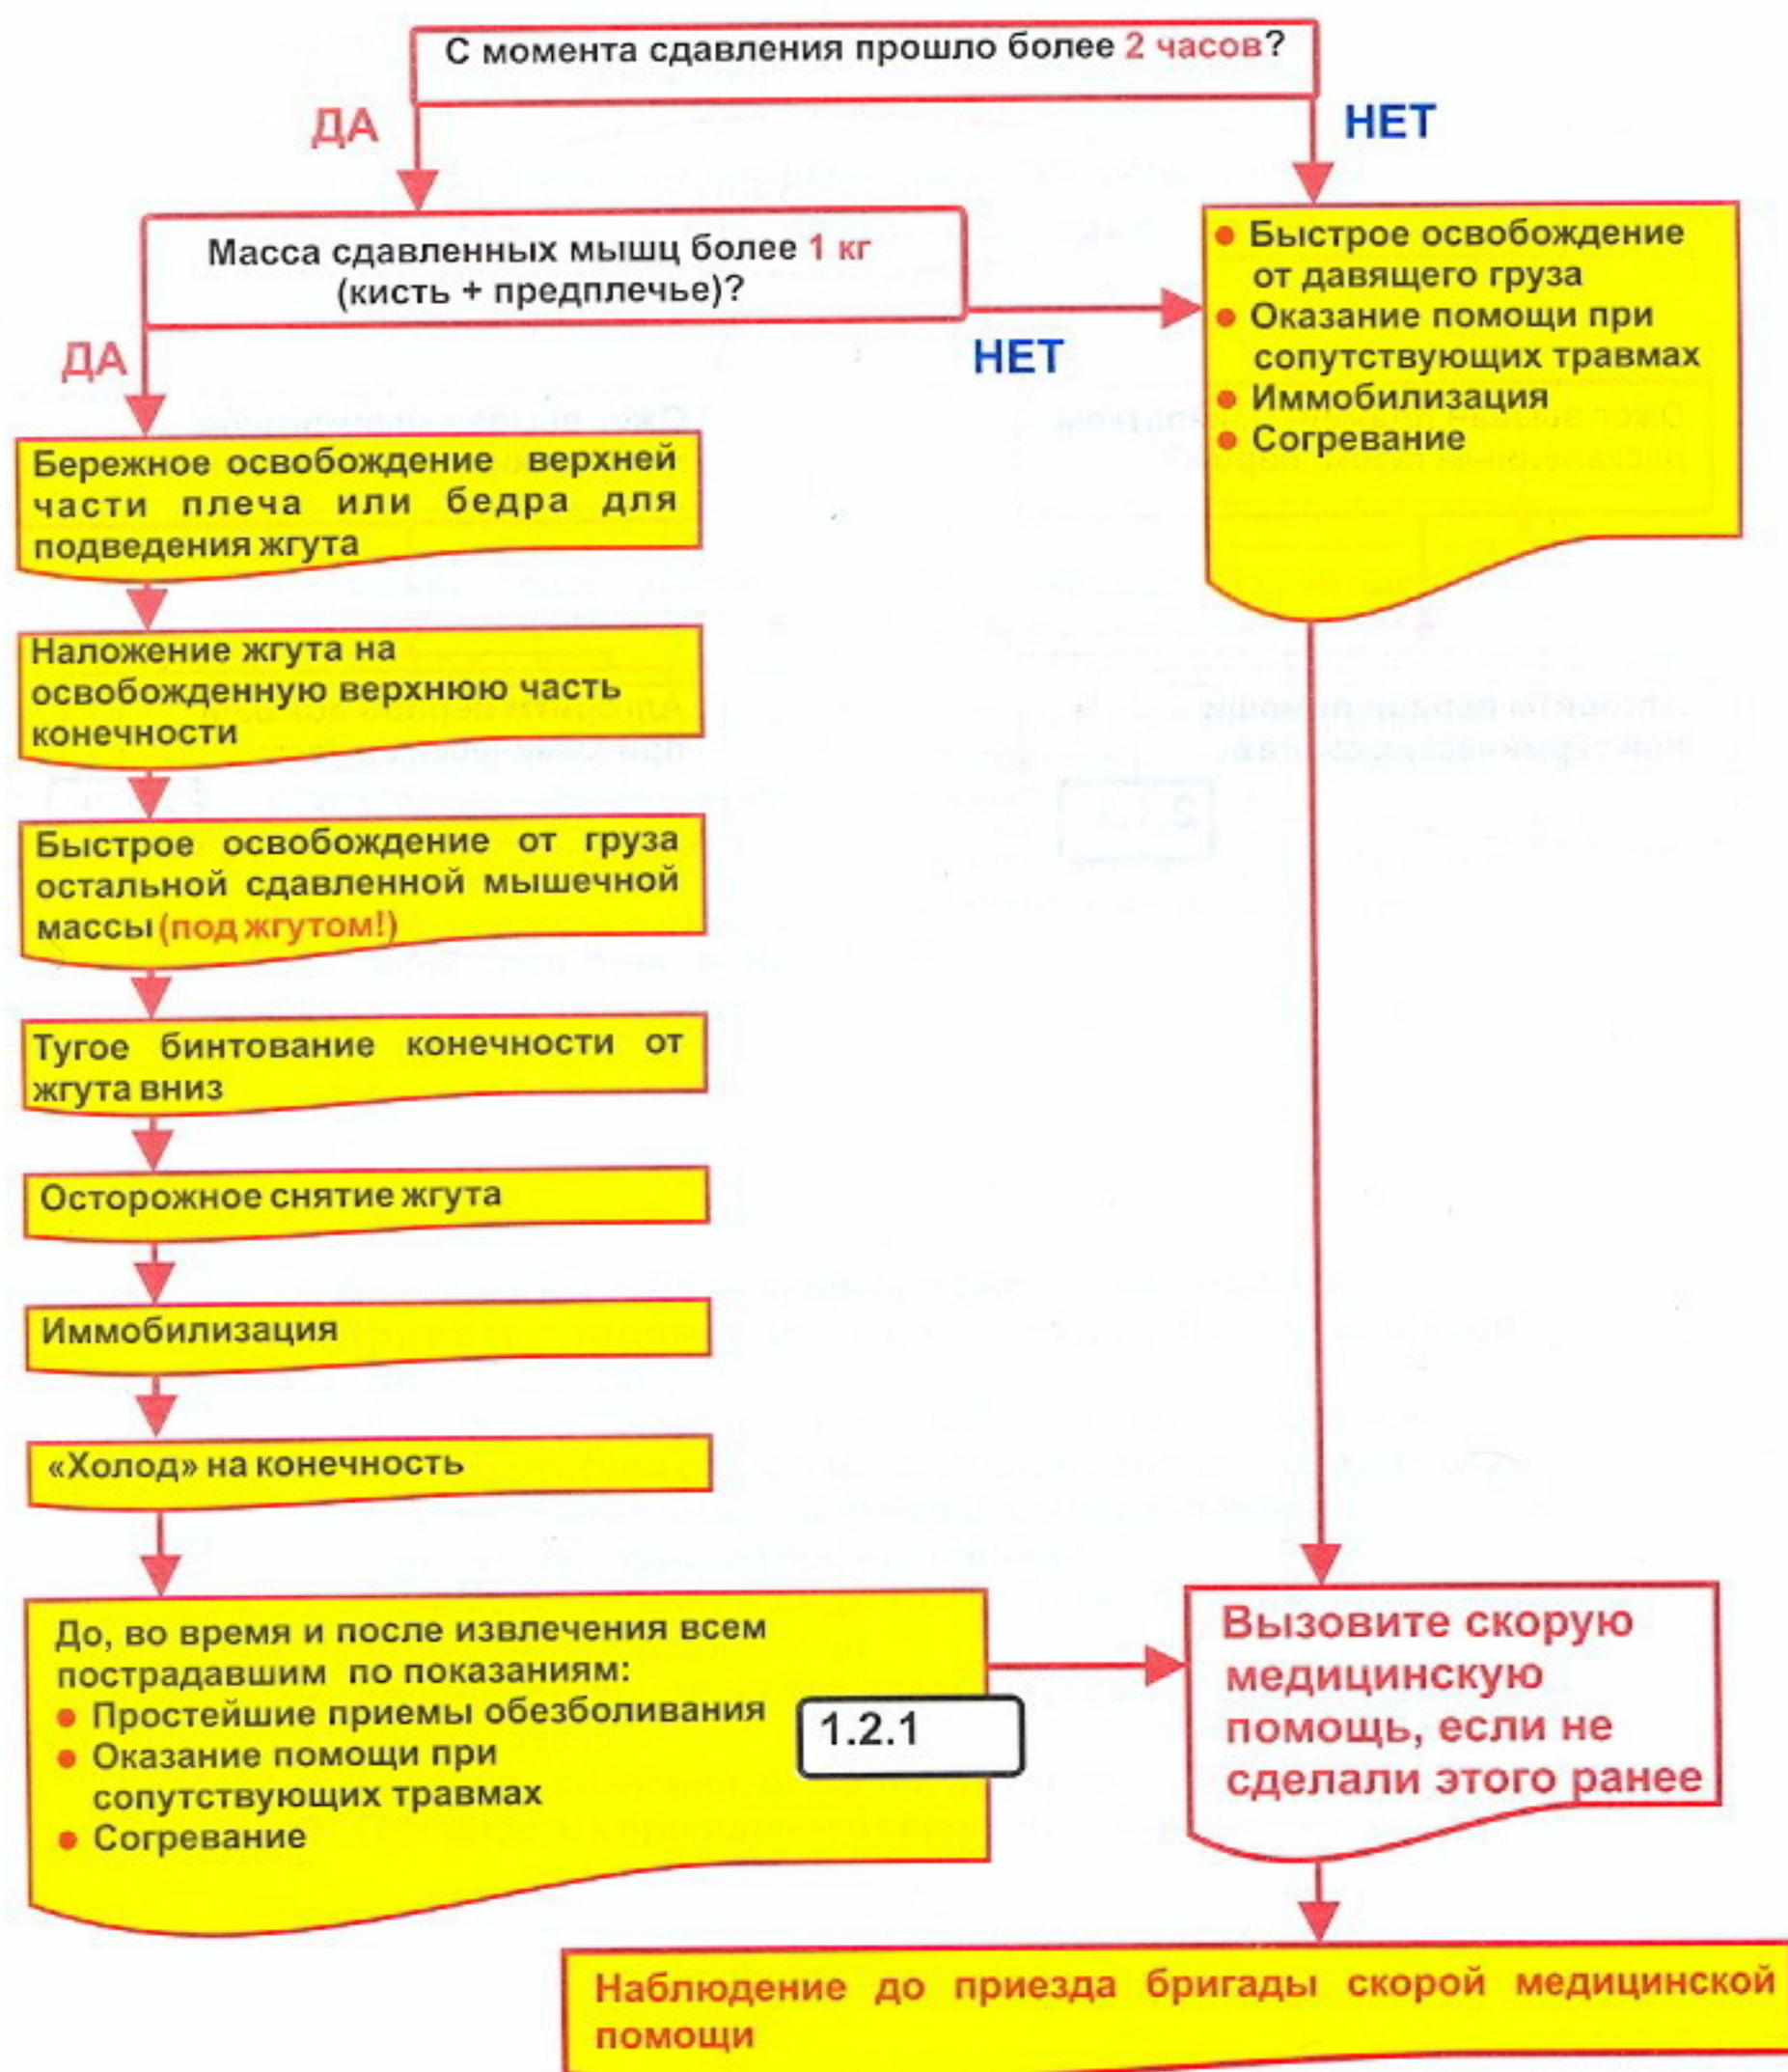 С момента сдавления прошло более 2 часов?
ДА
НЕТ
Масса сдавленных мышц более 1 кг
(кисть + предплечье)?
ДА
НЕТ
• Быстрое освобождение
от давящего груза
• Оказание помощи при
сопутствующих травмах
• Иммобилизация
• Согревание
Бережное освобождение верхней
части плеча или бедра для
подведения жгута
Наложение жгута на
освобожденную верхнюю часть
конечности
Быстрое освобождение от груза
остальной сдавленной мышечной
массы (под жгутом!)
Тугое бинтование конечности от
жгута вниз
Осторожное снятие жгута
Иммобилизация
«Холод» на конечность
До, во время и после извлечения всем
пострадавшим по показаниям:
• Простейшие приемы обезболивания
• Оказание помощи при
сопутствующих травмах
• Согревание
1.2.1
Вызовите скорую
медицинскую
помощь, если не
сделали этого ранее
Наблюдение до приезда бригады скорой медицинской
помощи